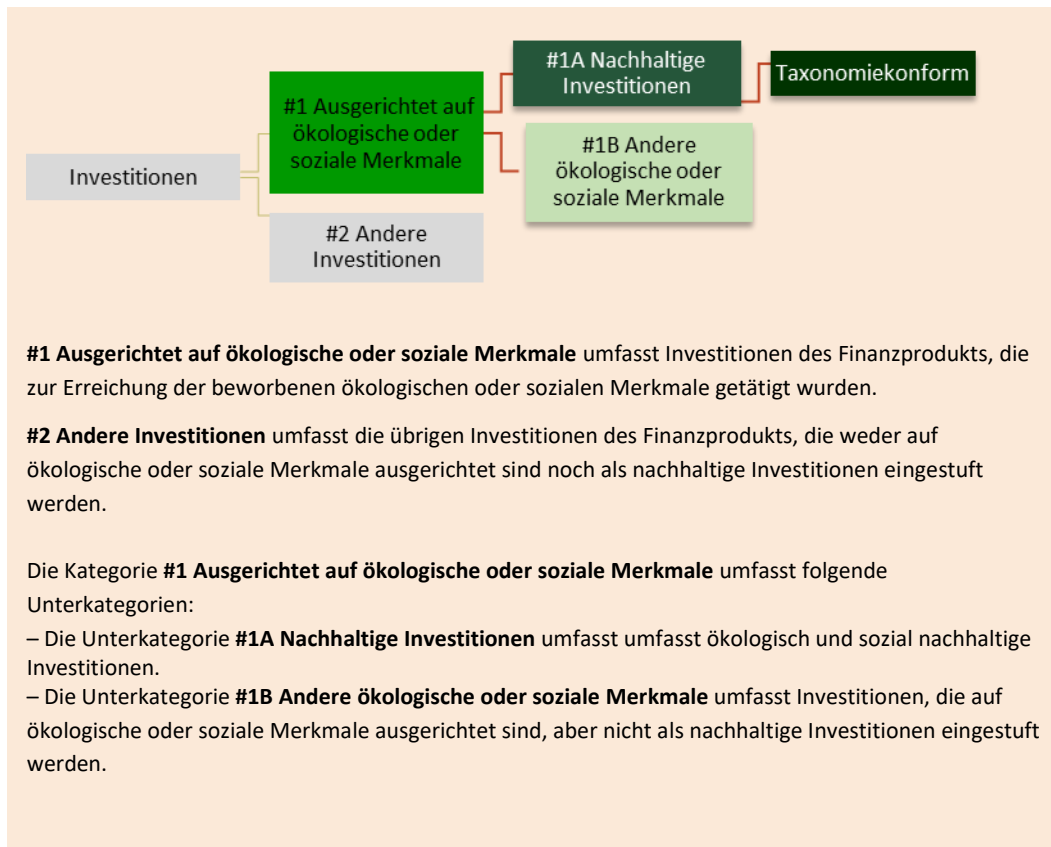 Investitionen
#1 Ausgerichtet auf
ökologische oder
soziale Merkmale
#2 Andere
Investitionen
#1A Nachhaltige
Investitionen
#1B Andere
ökologische oder
soziale Merkmale
Taxonomiekonform
#1 Ausgerichtet auf ökologische oder soziale Merkmale umfasst Investitionen des Finanzprodukts, die
zur Erreichung der beworbenen ökologischen oder sozialen Merkmale getätigt wurden.
#2 Andere Investitionen umfasst die übrigen Investitionen des Finanzprodukts, die weder auf
ökologische oder soziale Merkmale ausgerichtet sind noch als nachhaltige Investitionen eingestuft
werden.
Die Kategorie #1 Ausgerichtet auf ökologische oder soziale Merkmale umfasst folgende
Unterkategorien:
– Die Unterkategorie #1A Nachhaltige Investitionen umfasst umfasst ökologisch und sozial nachhaltige
Investitionen.
– Die Unterkategorie #1B Andere ökologische oder soziale Merkmale umfasst Investitionen, die auf
ökologische oder soziale Merkmale ausgerichtet sind, aber nicht als nachhaltige Investitionen eingestuft
werden.